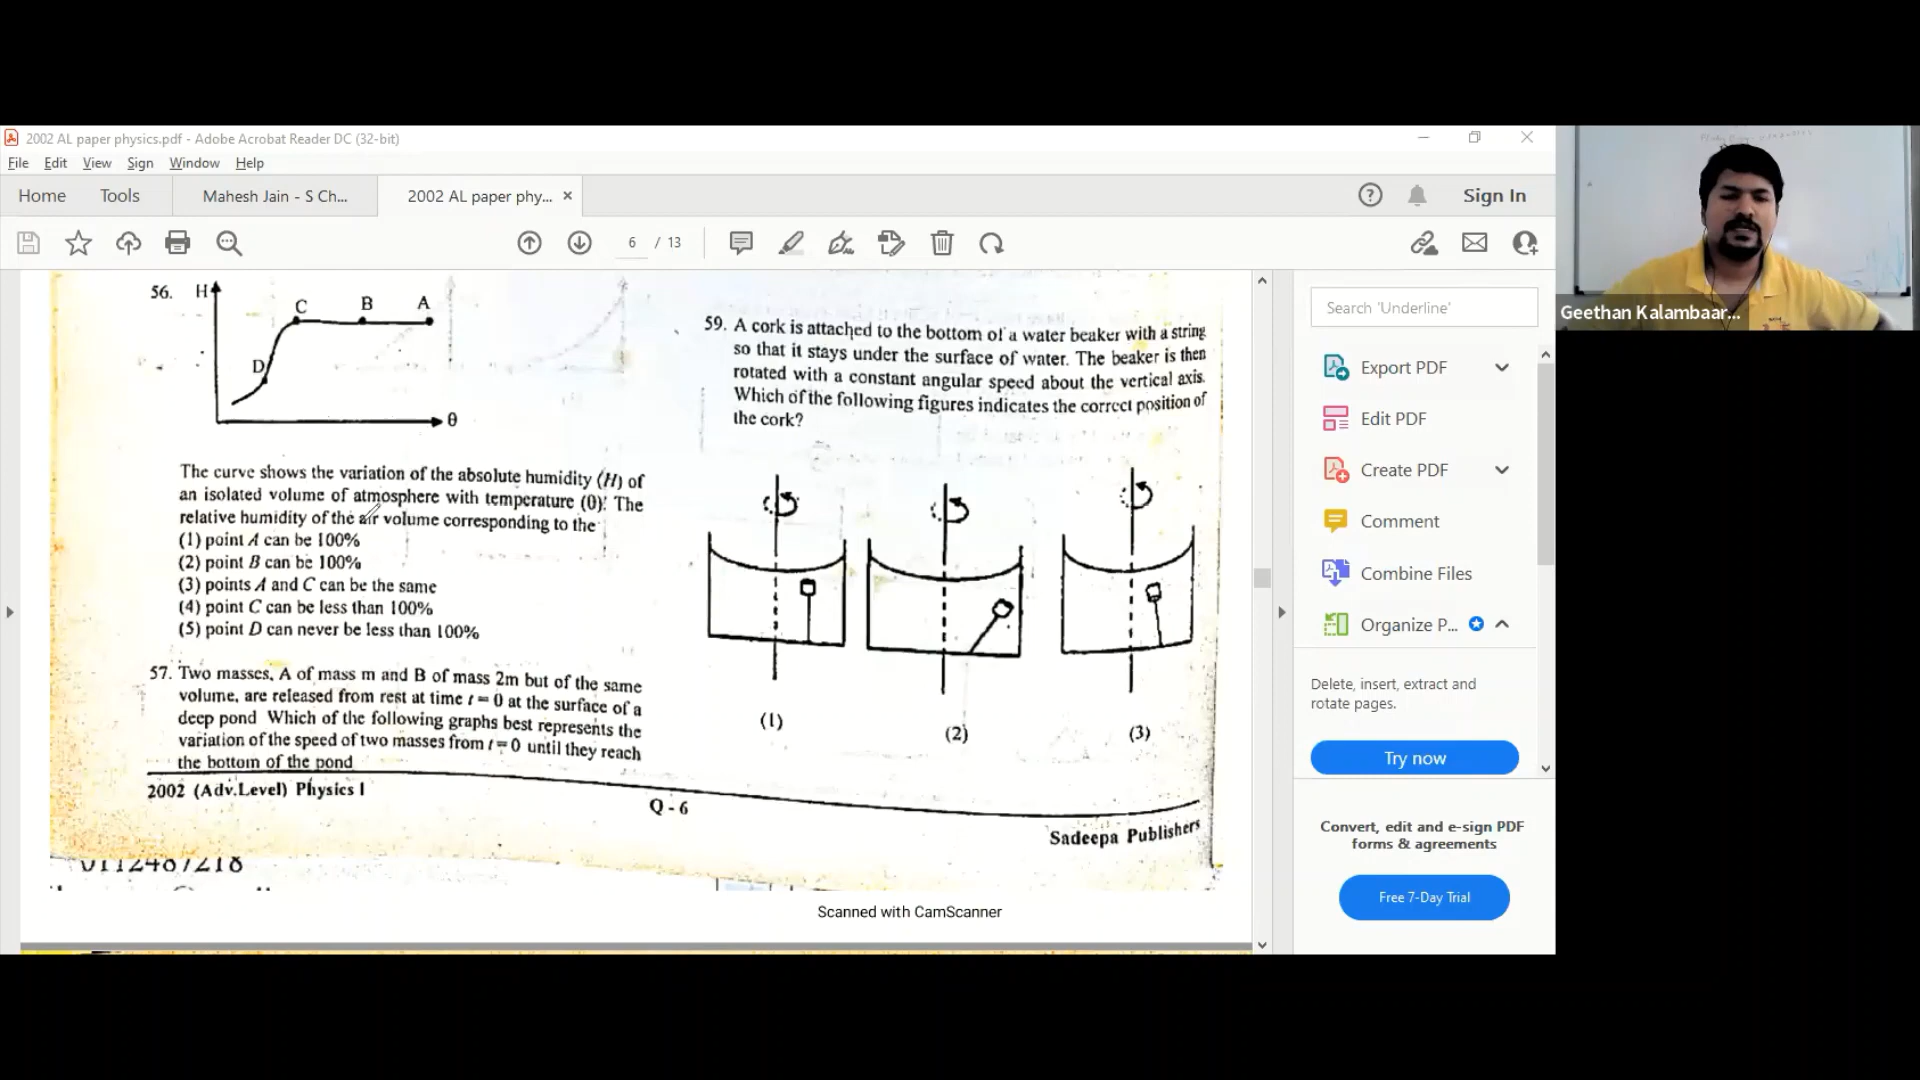 2002 AL paper physics.pdf - Adobe Acrobat Reader DC (32-bit)
File Edit View Sign Window Help
Home Tools Mahesh Jain - S Ch... 2002 AL paper phy... × Sign In
6 / 13
56. H
C B A
D
θ
The curve shows the variation of the absolute humidity (H) of
an isolated volume of atmosphere with temperature (θ). The
relative humidity of the air volume corresponding to the
(1) point A can be 100%
(2) point B can be 100%
(3) points A and C can be the same
(4) point C can be less than 100%
(5) point D can never be less than 100%
57. Two masses, A of mass m and B of mass 2m but of the same
volume, are released from rest at time t = 0 at the surface of a
deep pond Which of the following graphs best represents the
variation of the speed of two masses from t = 0 until they reach
the bottom of the pond
2002 (Adv.Level) Physics I
59. A cork is attached to the bottom of a water beaker with a string
so that it stays under the surface of water. The beaker is then
rotated with a constant angular speed about the vertical axis.
Which of the following figures indicates the correct position of
the cork?
(1) (2) (3)
Q - 6
Sadeepa Publishers
0112487218
Scanned with CamScanner
Search 'Underline'
Export PDF
Edit PDF
Create PDF
Comment
Combine Files
Organize P...
Delete, insert, extract and
rotate pages.
Try now
Convert, edit and e-sign PDF
forms & agreements
Free 7-Day Trial
Geethan Kalambaar...